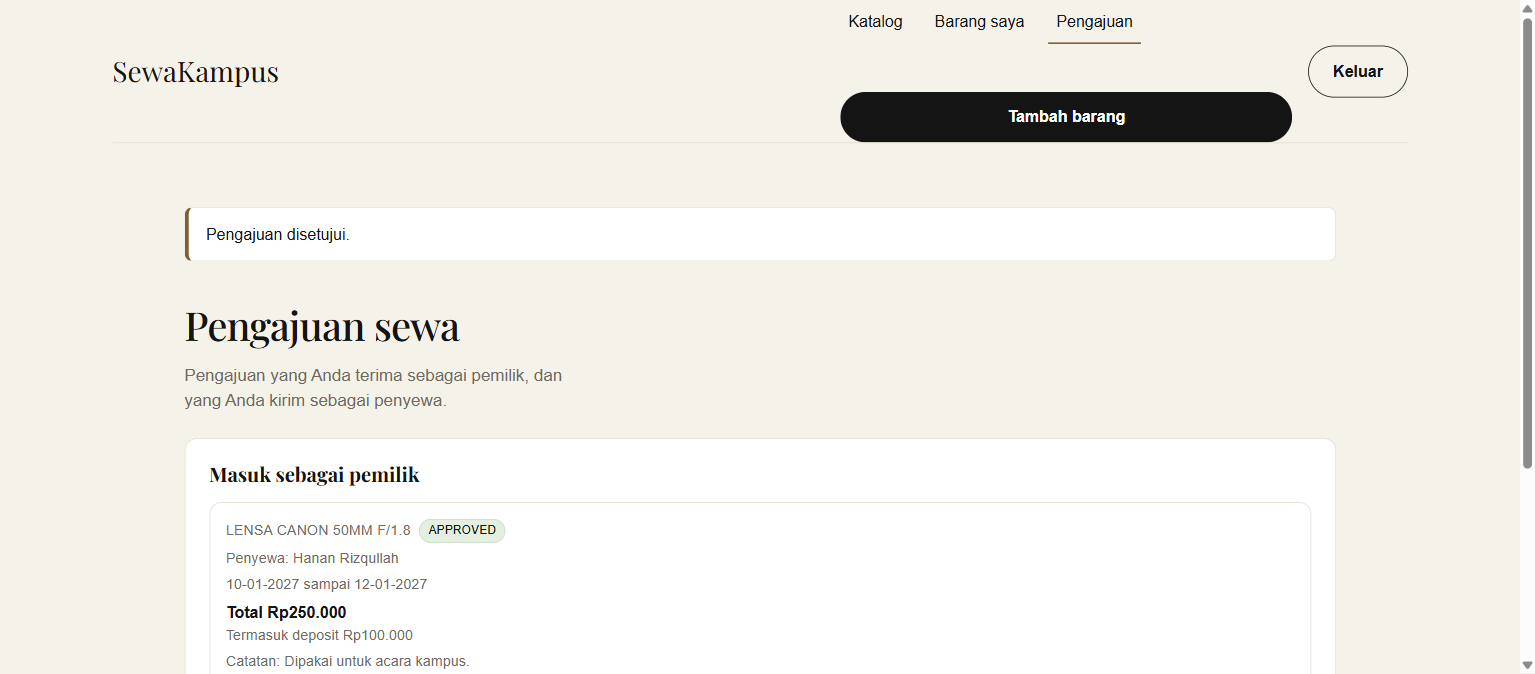 Katalog Barang saya Pengajuan
SewaKampus
Keluar
Tambah barang
Pengajuan disetujui.
Pengajuan sewa
Pengajuan yang Anda terima sebagai pemilik, dan
yang Anda kirim sebagai penyewa.
Masuk sebagai pemilik
LENSA CANON 50MM F/1.8 APPROVED
Penyewa: Hanan Rizqullah
10-01-2027 sampai 12-01-2027
Total Rp250.000
Termasuk deposit Rp100.000
Catatan: Dipakai untuk acara kampus.